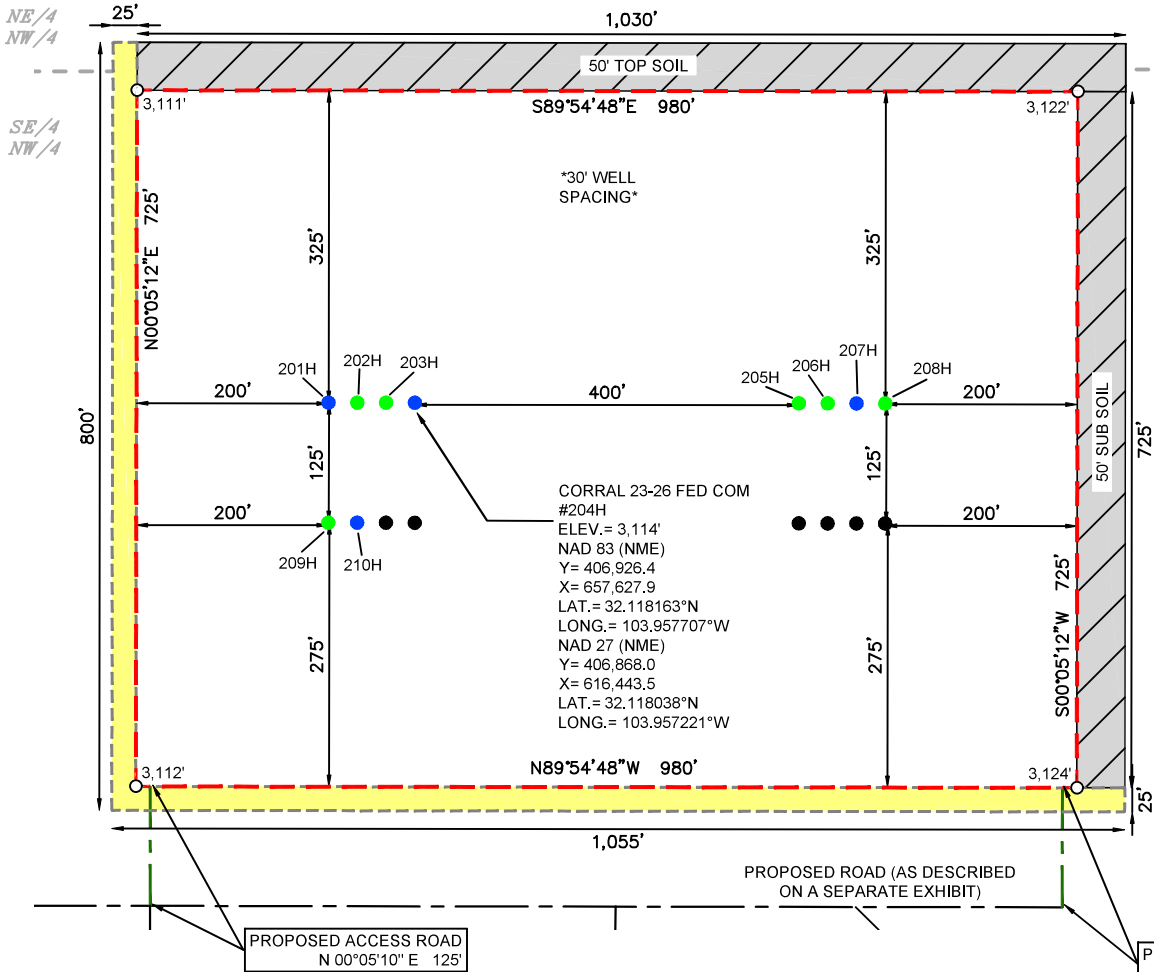 NE/4
NW/4
25'
1,030'
50' TOP SOIL
3,111'
S89°54'48"E 980'
3,122'
SE/4
NW/4
*30' WELL
SPACING*
N00°05'12"E 725'
325'
325'
201H
202H
203H
205H
206H
207H
208H
200'
400'
200'
50' SUB SOIL
800'
725'
125'
125'
200'
200'
209H
210H
CORRAL 23-26 FED COM
#204H
ELEV.= 3,114'
NAD 83 (NME)
Y= 406,926.4
X= 657,627.9
LAT.= 32.118163°N
LONG.= 103.957707°W
NAD 27 (NME)
Y= 406,868.0
X= 616,443.5
LAT.= 32.118038°N
LONG.= 103.957221°W
275'
275'
S00°05'12"W 725'
3,112'
N89°54'48"W 980'
3,124'
25'
1,055'
PROPOSED ROAD (AS DESCRIBED
ON A SEPARATE EXHIBIT)
PROPOSED ACCESS ROAD
N 00°05'10" E 125'
P